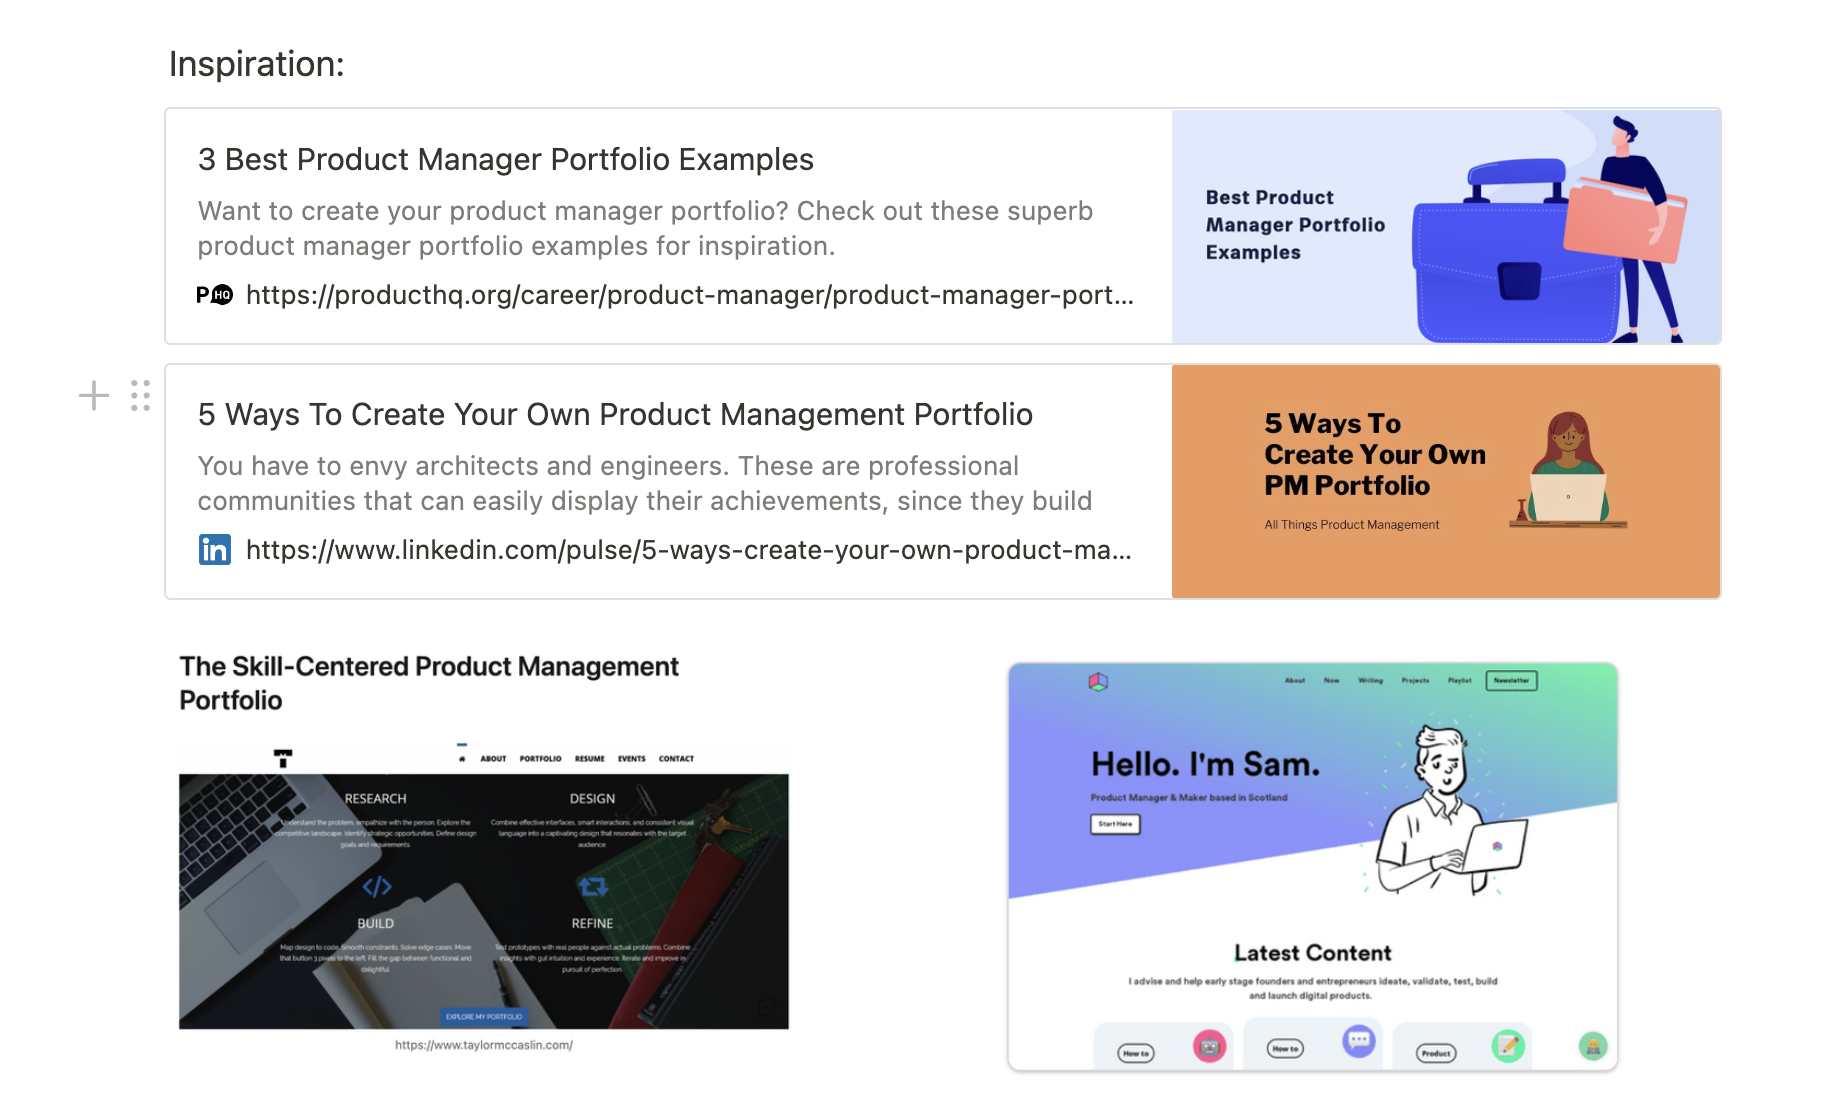 Inspiration:
3 Best Product Manager Portfolio Examples
Want to create your product manager portfolio? Check out these superb
product manager portfolio examples for inspiration.
PHQ https://producthq.org/career/product-manager/product-manager-port...
Best Product
Manager Portfolio
Examples
5 Ways To Create Your Own Product Management Portfolio
You have to envy architects and engineers. These are professional
communities that can easily display their achievements, since they build
in https://www.linkedin.com/pulse/5-ways-create-your-own-product-ma...
5 Ways To
Create Your Own
PM Portfolio
All Things Product Management
The Skill-Centered Product Management
Portfolio
T ABOUT PORTFOLIO RESUME EVENTS CONTACT
RESEARCH
Understand the problem, empathize with the person. Explore the
competitive landscape. Identify strategic opportunities. Define design
goals and requirements.
DESIGN
Combine effective interfaces, smart interactions, and consistent visual
language into a captivating design that resonates with the target
audience.
BUILD
Map design to code. Smooth constraints. Solve edge cases. Move
that button 3 pixels to the left. Fill the gap between functional and
delightful.
REFINE
Test prototypes with real people against actual problems. Combine
insights with gut intuition and experience. Iterate and improve in
pursuit of perfection.
EXPLORE MY PORTFOLIO
https://www.taylormccaslin.com/
About Now Writing Projects Playlist Newsletter
Hello. I'm Sam.
Product Manager & Maker based in Scotland
Start Here
Latest Content
I advise and help early stage founders and entrepreneurs ideate, validate, test, build
and launch digital products.
How to
How to
Product